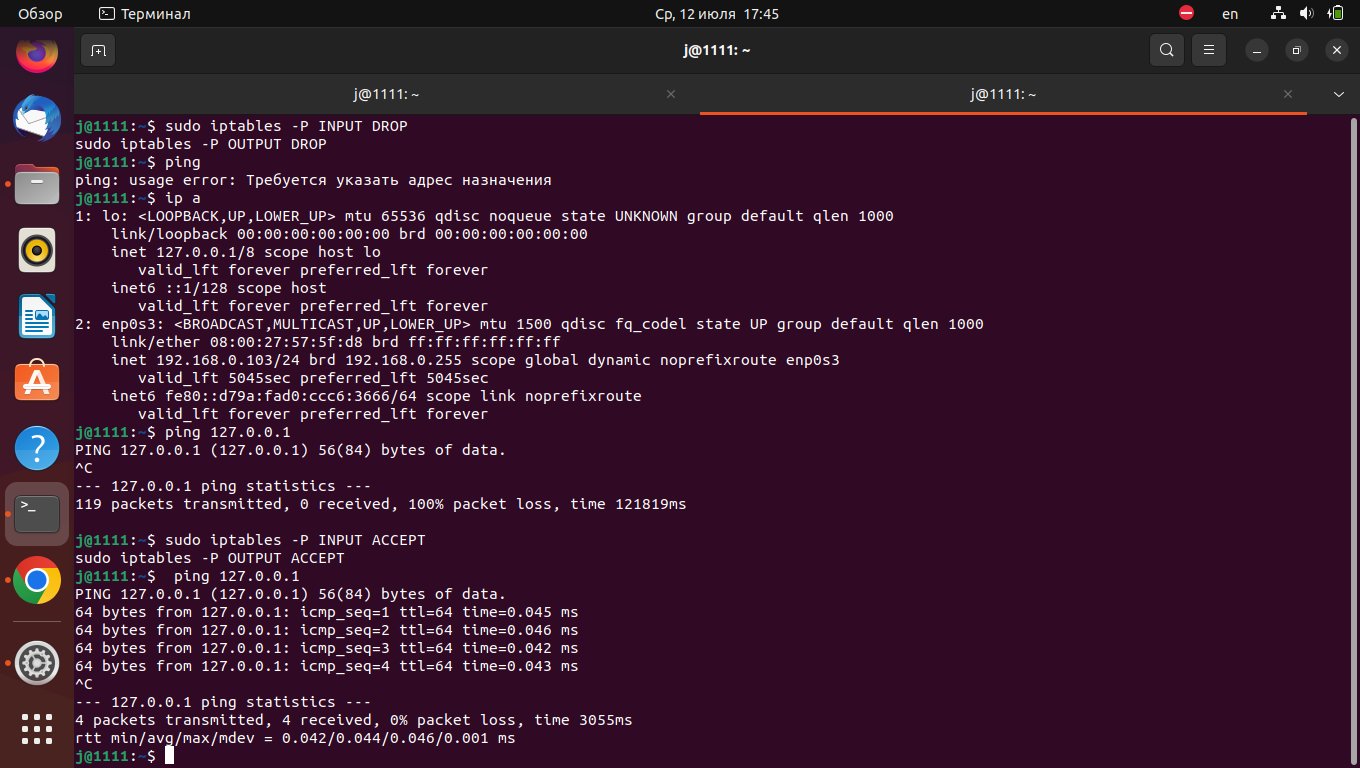 Обзор
Терминал
Ср, 12 июля 17:45
en
j@1111: ~
j@1111: ~
j@1111: ~
j@1111:~$ sudo iptables -P INPUT DROP
sudo iptables -P OUTPUT DROP
j@1111:~$ ping
ping: usage error: Требуется указать адрес назначения
j@1111:~$ ip a
1: lo: <LOOPBACK,UP,LOWER_UP> mtu 65536 qdisc noqueue state UNKNOWN group default qlen 1000
    link/loopback 00:00:00:00:00:00 brd 00:00:00:00:00:00
    inet 127.0.0.1/8 scope host lo
       valid_lft forever preferred_lft forever
    inet6 ::1/128 scope host
       valid_lft forever preferred_lft forever
2: enp0s3: <BROADCAST,MULTICAST,UP,LOWER_UP> mtu 1500 qdisc fq_codel state UP group default qlen 1000
    link/ether 08:00:27:57:5f:d8 brd ff:ff:ff:ff:ff:ff
    inet 192.168.0.103/24 brd 192.168.0.255 scope global dynamic noprefixroute enp0s3
       valid_lft 5045sec preferred_lft 5045sec
    inet6 fe80::d79a:fad0:ccc6:3666/64 scope link noprefixroute
       valid_lft forever preferred_lft forever
j@1111:~$ ping 127.0.0.1
PING 127.0.0.1 (127.0.0.1) 56(84) bytes of data.
^C
--- 127.0.0.1 ping statistics ---
119 packets transmitted, 0 received, 100% packet loss, time 121819ms
j@1111:~$ sudo iptables -P INPUT ACCEPT
sudo iptables -P OUTPUT ACCEPT
j@1111:~$  ping 127.0.0.1
PING 127.0.0.1 (127.0.0.1) 56(84) bytes of data.
64 bytes from 127.0.0.1: icmp_seq=1 ttl=64 time=0.045 ms
64 bytes from 127.0.0.1: icmp_seq=2 ttl=64 time=0.046 ms
64 bytes from 127.0.0.1: icmp_seq=3 ttl=64 time=0.042 ms
64 bytes from 127.0.0.1: icmp_seq=4 ttl=64 time=0.043 ms
^C
--- 127.0.0.1 ping statistics ---
4 packets transmitted, 4 received, 0% packet loss, time 3055ms
rtt min/avg/max/mdev = 0.042/0.044/0.046/0.001 ms
j@1111:~$